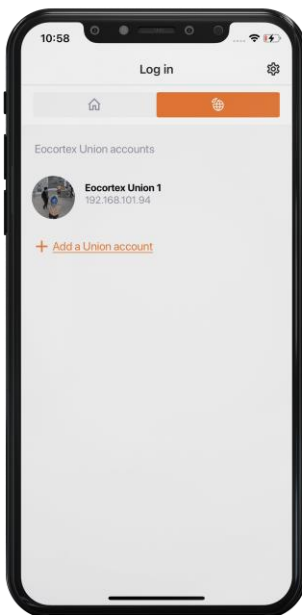 10:58
Log in
Eocortex Union accounts
Eocortex Union 1
192.168.101.94
+ Add a Union account